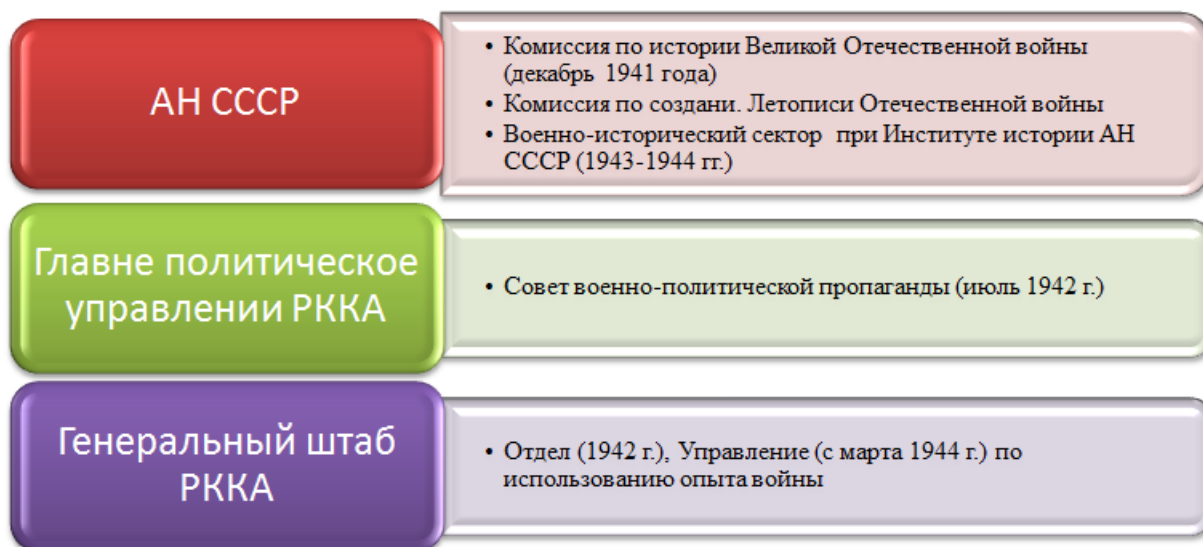 АН СССР
• Комиссия по истории Великой Отечественной войны
(декабрь 1941 года)
• Комиссия по создани. Летописи Отечественной войны
• Военно-исторический сектор при Институте истории АН
СССР (1943-1944 гг.)
Главне политическое
управлении РККА
• Совет военно-политической пропаганды (июль 1942 г.)
Генеральный штаб
РККА
• Отдел (1942 г.), Управление (с марта 1944 г.) по
использованию опыта войны